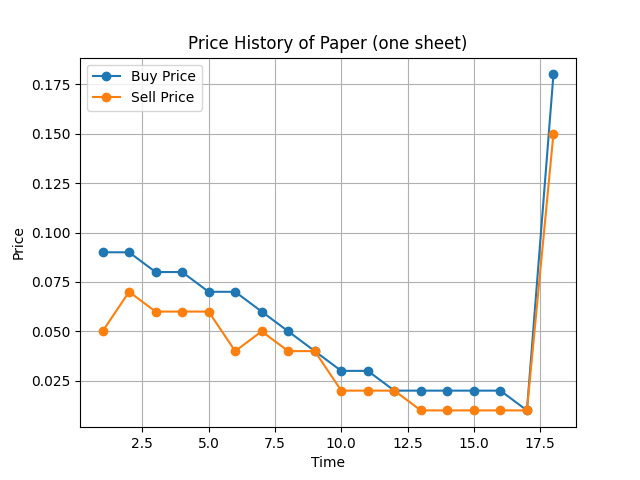 Price History of Paper (one sheet)
Buy Price
Sell Price
Price
0.175
0.150
0.125
0.100
0.075
0.050
0.025
2.5 5.0 7.5 10.0 12.5 15.0 17.5
Time